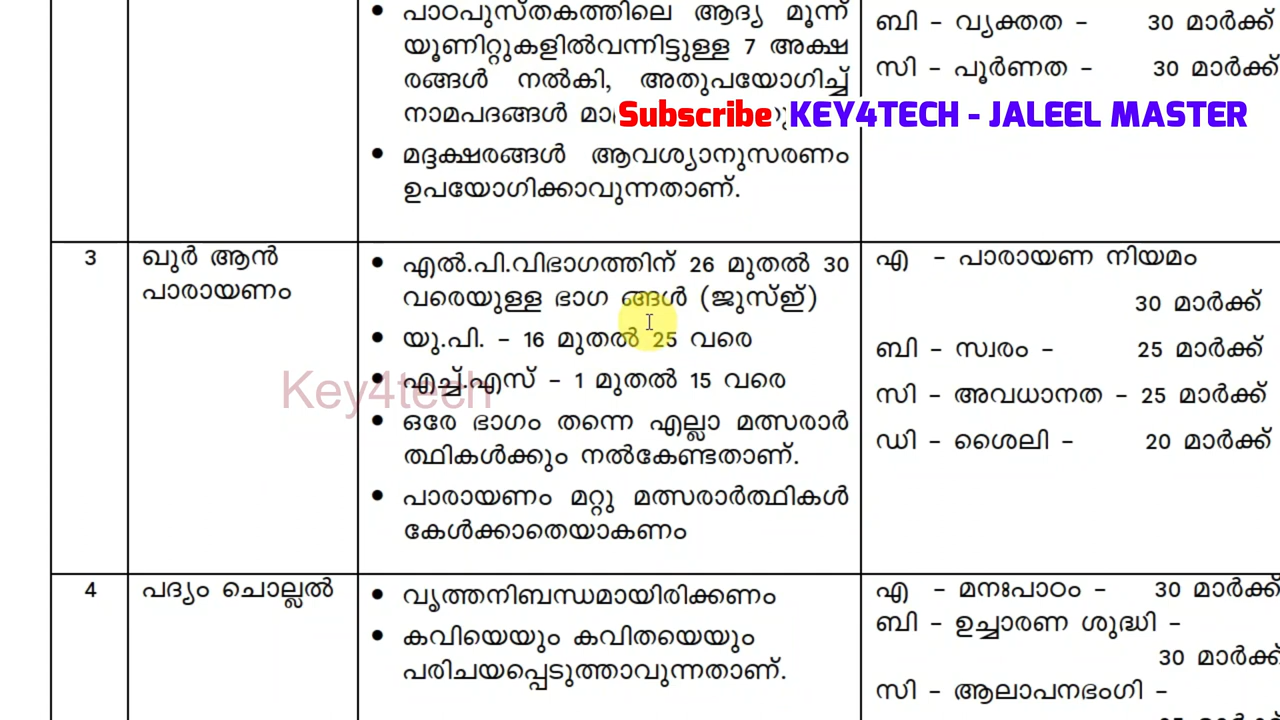 പാഠപുസ്തകത്തിലെ ആദ്യ മൂന്ന്
യൂണിറ്റുകളിൽവന്നിട്ടുള്ള 7 അക്ഷ
രങ്ങൾ നൽകി, അതുപയോഗിച്ച്
നാമപദങ്ങൾ
• മദ്ദക്ഷരങ്ങൾ ആവശ്യാനുസരണം
ഉപയോഗിക്കാവുന്നതാണ്.
ബി – വ്യക്തത – 30 മാർക്ക്
സി – പൂർണത – 30 മാർക്ക്
Subscribe KEY4TECH - JALEEL MASTER
3
ഖുർ ആൻ
പാരായണം
• എൽ.പി.വിഭാഗത്തിന് 26 മുതൽ 30
വരെയുള്ള ഭാഗ ങ്ങൾ (ജുസ്ഇ്)
• യു.പി. – 16 മുതൽ 25 വരെ
• എച്ച്.എസ് – 1 മുതൽ 15 വരെ
• ഒരേ ഭാഗം തന്നെ എല്ലാ മത്സരാർ
ത്ഥികൾക്കും നൽകേണ്ടതാണ്.
• പാരായണം മറ്റു മത്സരാർത്ഥികൾ
കേൾക്കാതെയാകണം
എ – പാരായണ നിയമം
30 മാർക്ക്
ബി – സ്വരം – 25 മാർക്ക്
സി – അവധാനത – 25 മാർക്ക്
ഡി – ശൈലി – 20 മാർക്ക്
Key4tech
4
പദ്യം ചൊല്ലൽ
• വൃത്തനിബന്ധമായിരിക്കണം
• കവിയെയും കവിതയെയും
പരിചയപ്പെടുത്താവുന്നതാണ്.
എ – മനഃപാഠം – 30 മാർക്ക്
ബി – ഉച്ചാരണ ശുദ്ധി –
30 മാർക്ക്
സി – ആലാപനഭംഗി –